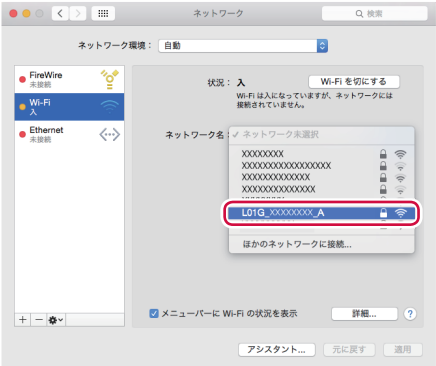 ネットワーク
検索
ネットワーク環境： 自動
FireWire
未接続
Wi-Fi
入
Ethernet
未接続
状況： 入
Wi-Fi を切にする
Wi-Fi は入になっていますが、ネットワークには
接続されていません。
ネットワーク名： ✓ ネットワーク未選択
XXXXXXXX
XXXXXXXXXXXXXXXXX
XXXXXXXXXXXXX
XXXXXXXXXXXXXX
L01G_XXXXXXXX_A
ほかのネットワークに接続...
メニューバーに Wi-Fi の状況を表示
詳細...
?
アシスタント...
元に戻す
適用